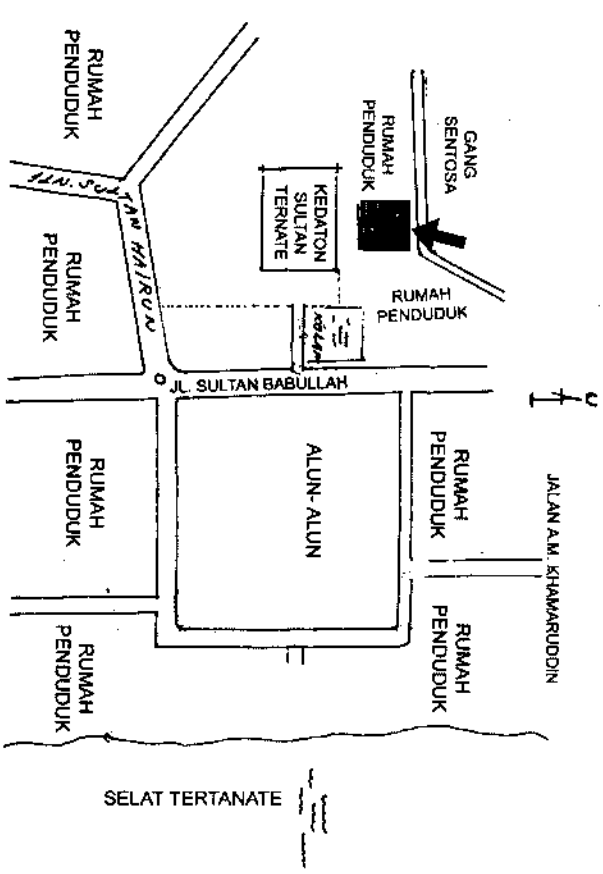 RUMAH
PENDUDUK
GANG
SENTOSA
RUMAH
PENDUDUK
KEDATON
SULTAN
TERNATE
JLN. SULTAN HAIRUN
RUMAH
PENDUDUK
RUMAH
PENDUDUK
KOLAM
JL. SULTAN BABULLAH
RUMAH
PENDUDUK
ALUN- ALUN
RUMAH
PENDUDUK
JALAN A.M. KHAMARUDDIN
RUMAH
PENDUDUK
RUMAH
PENDUDUK
SELAT TERTANATE